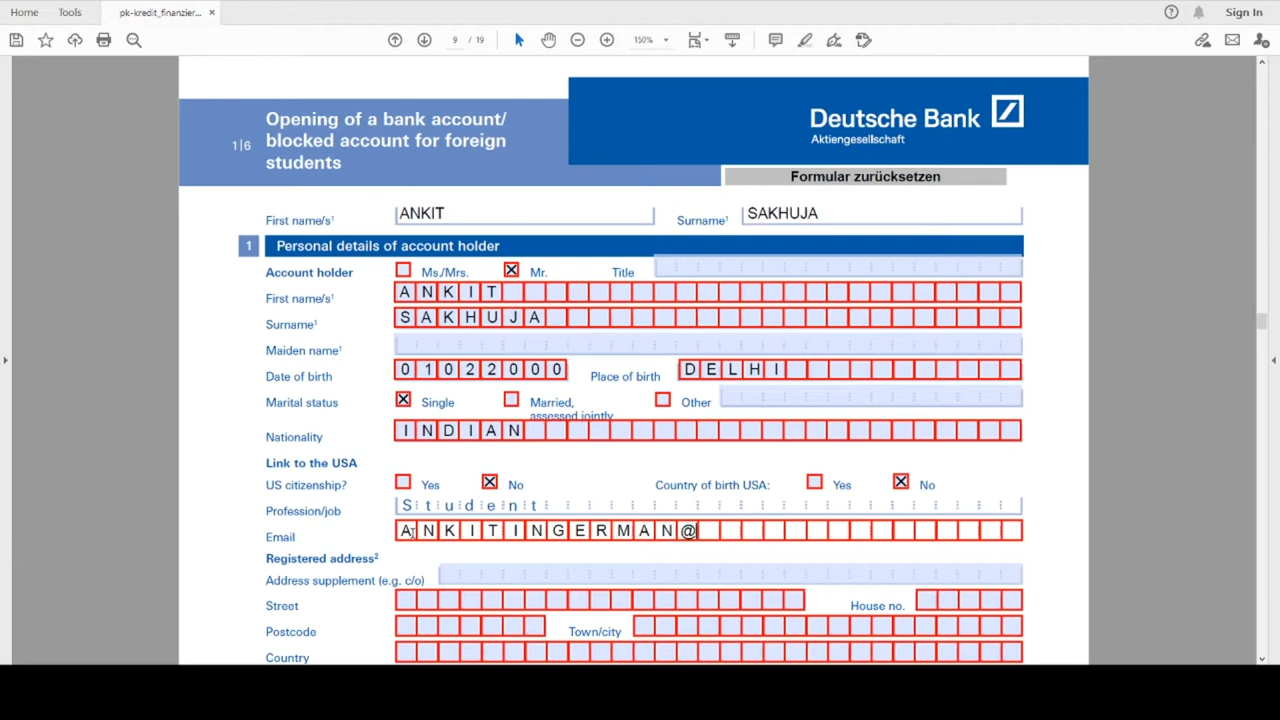 Home Tools pk-kredit_finanzier... × Sign In
9 / 19 150%
Opening of a bank account/
blocked account for foreign
students
1|6
Deutsche Bank
Aktiengesellschaft
Formular zurücksetzen
First name/s¹ ANKIT Surname¹ SAKHUJA
1 Personal details of account holder
Account holder Ms./Mrs. Mr. Title
First name/s¹ ANKIT
Surname¹ SAKHUJA
Maiden name¹
Date of birth 01022000 Place of birth DELHI
Marital status Single Married, assessed jointly Other
Nationality INDIAN
Link to the USA
US citizenship? Yes No Country of birth USA: Yes No
Profession/job Student
Email ANKITINGERMAN@
Registered address²
Address supplement (e.g. c/o)
Street House no.
Postcode Town/city
Country